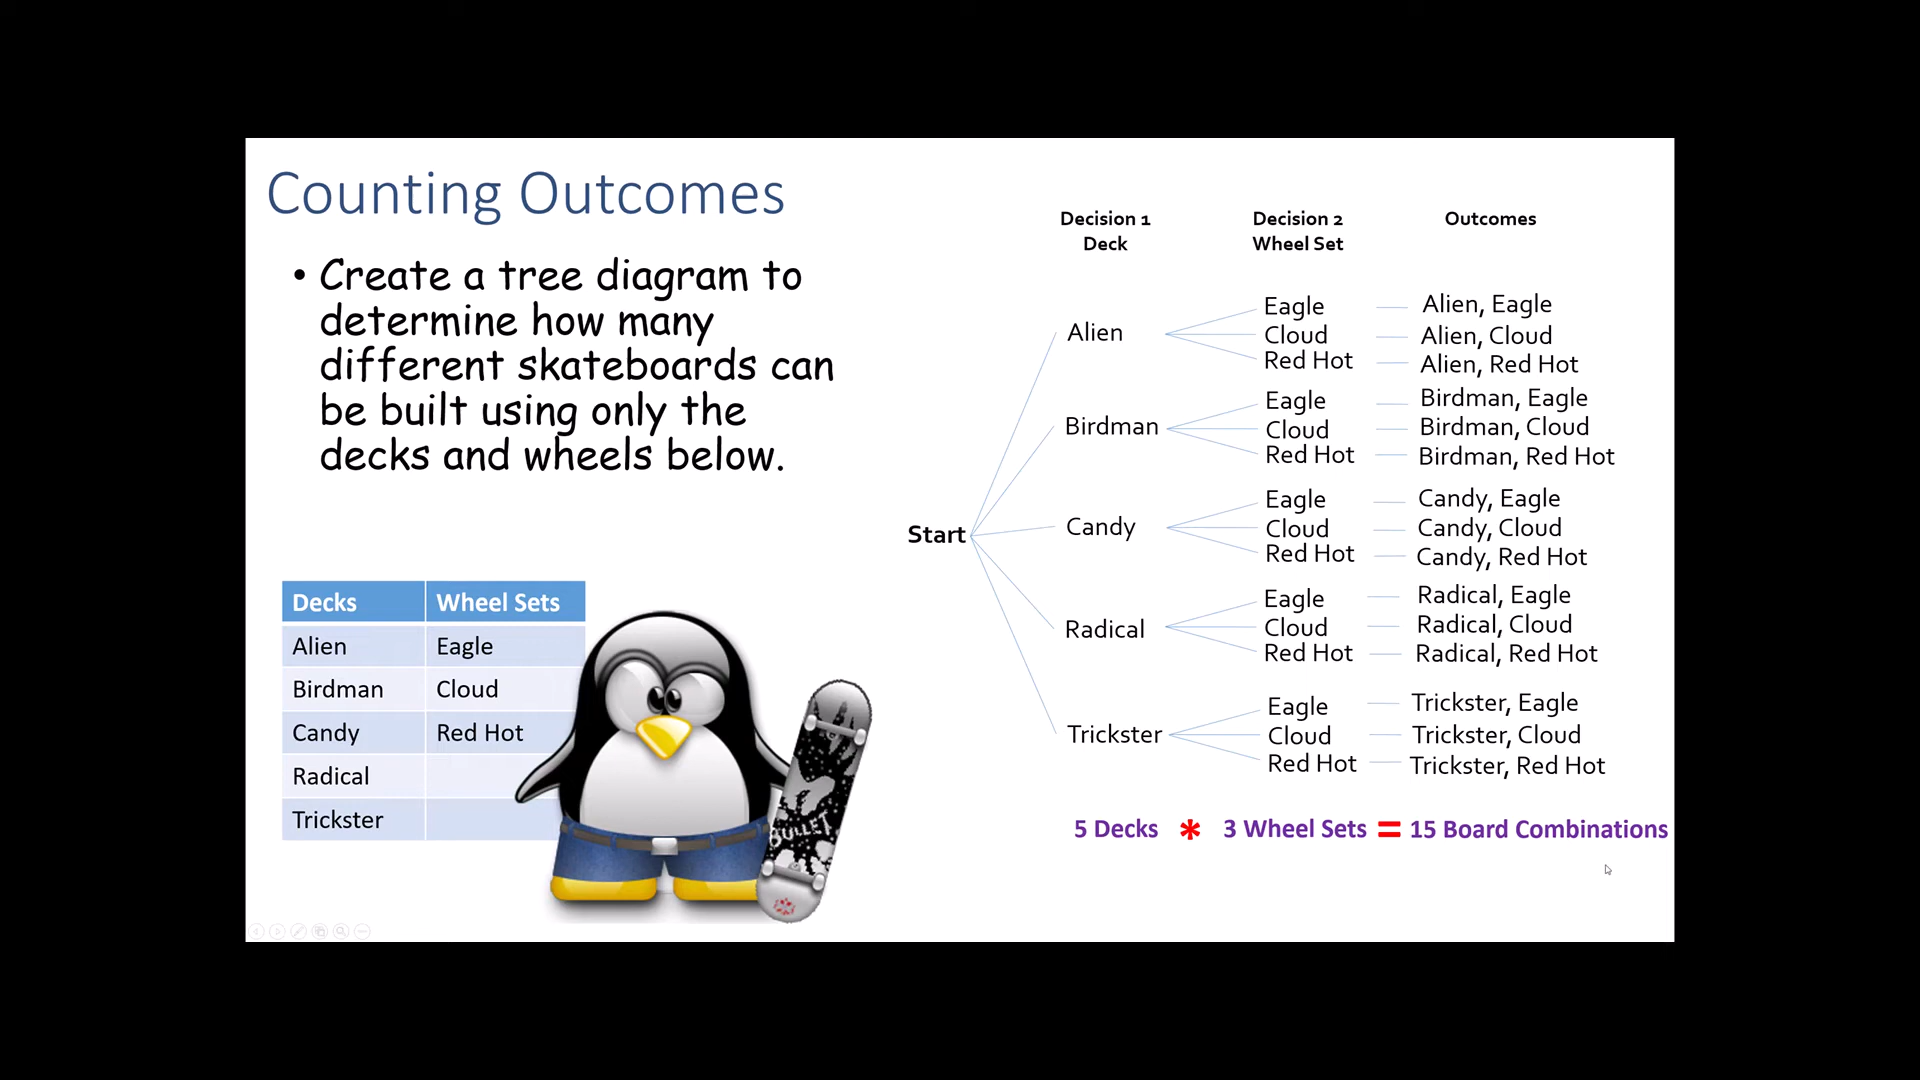 Counting Outcomes
• Create a tree diagram to
determine how many
different skateboards can
be built using only the
decks and wheels below.
Decks Wheel Sets
Alien Eagle
Birdman Cloud
Candy Red Hot
Radical
Trickster
BULLET
Decision 1 Decision 2 Outcomes
Deck Wheel Set
Start
Alien
Eagle Alien, Eagle
Cloud Alien, Cloud
Red Hot Alien, Red Hot
Birdman
Eagle Birdman, Eagle
Cloud Birdman, Cloud
Red Hot Birdman, Red Hot
Candy
Eagle Candy, Eagle
Cloud Candy, Cloud
Red Hot Candy, Red Hot
Radical
Eagle Radical, Eagle
Cloud Radical, Cloud
Red Hot Radical, Red Hot
Trickster
Eagle Trickster, Eagle
Cloud Trickster, Cloud
Red Hot Trickster, Red Hot
5 Decks * 3 Wheel Sets = 15 Board Combinations